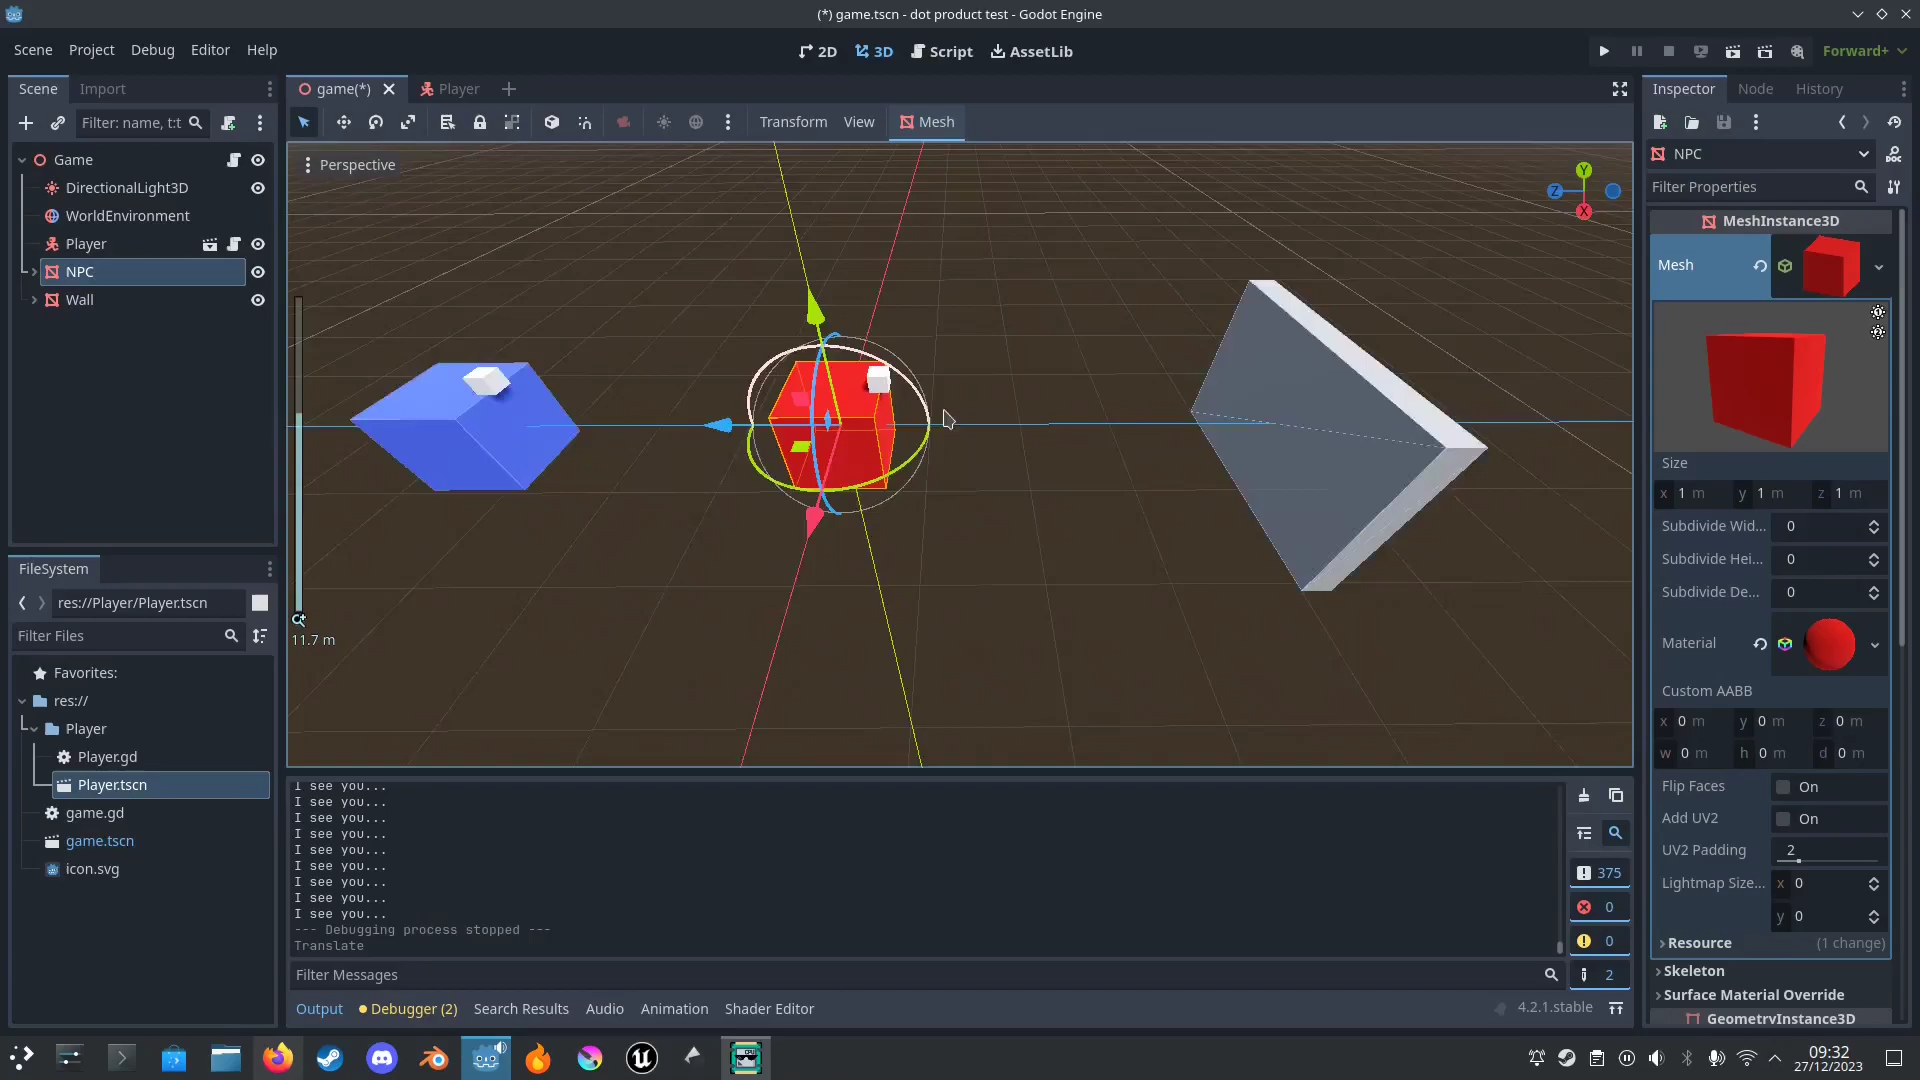 (*) game.tscn - dot product test - Godot Engine
Scene Project Debug Editor Help
2D 3D Script AssetLib
Forward+
Scene Import
Filter: name, t:t
Game
DirectionalLight3D
WorldEnvironment
Player
NPC
Wall
FileSystem
res://Player/Player.tscn
Filter Files
Favorites:
res://
Player
Player.gd
Player.tscn
game.gd
game.tscn
icon.svg
game(*) Player
Transform View Mesh
Perspective
Y
Z
X
11.7 m
I see you...
I see you...
I see you...
I see you...
I see you...
I see you...
I see you...
I see you...
I see you...
--- Debugging process stopped ---
Translate
375
0
0
2
Filter Messages
Output Debugger (2) Search Results Audio Animation Shader Editor
4.2.1.stable
Inspector Node History
NPC
Filter Properties
MeshInstance3D
Mesh
Size
x 1 m y 1 m z 1 m
Subdivide Wid... 0
Subdivide Hei... 0
Subdivide De... 0
Material
Custom AABB
x 0 m y 0 m z 0 m
w 0 m h 0 m d 0 m
Flip Faces On
Add UV2 On
UV2 Padding 2
Lightmap Size... x 0
y 0
Resource (1 change)
Skeleton
Surface Material Override
GeometryInstance3D
09:32
27/12/2023